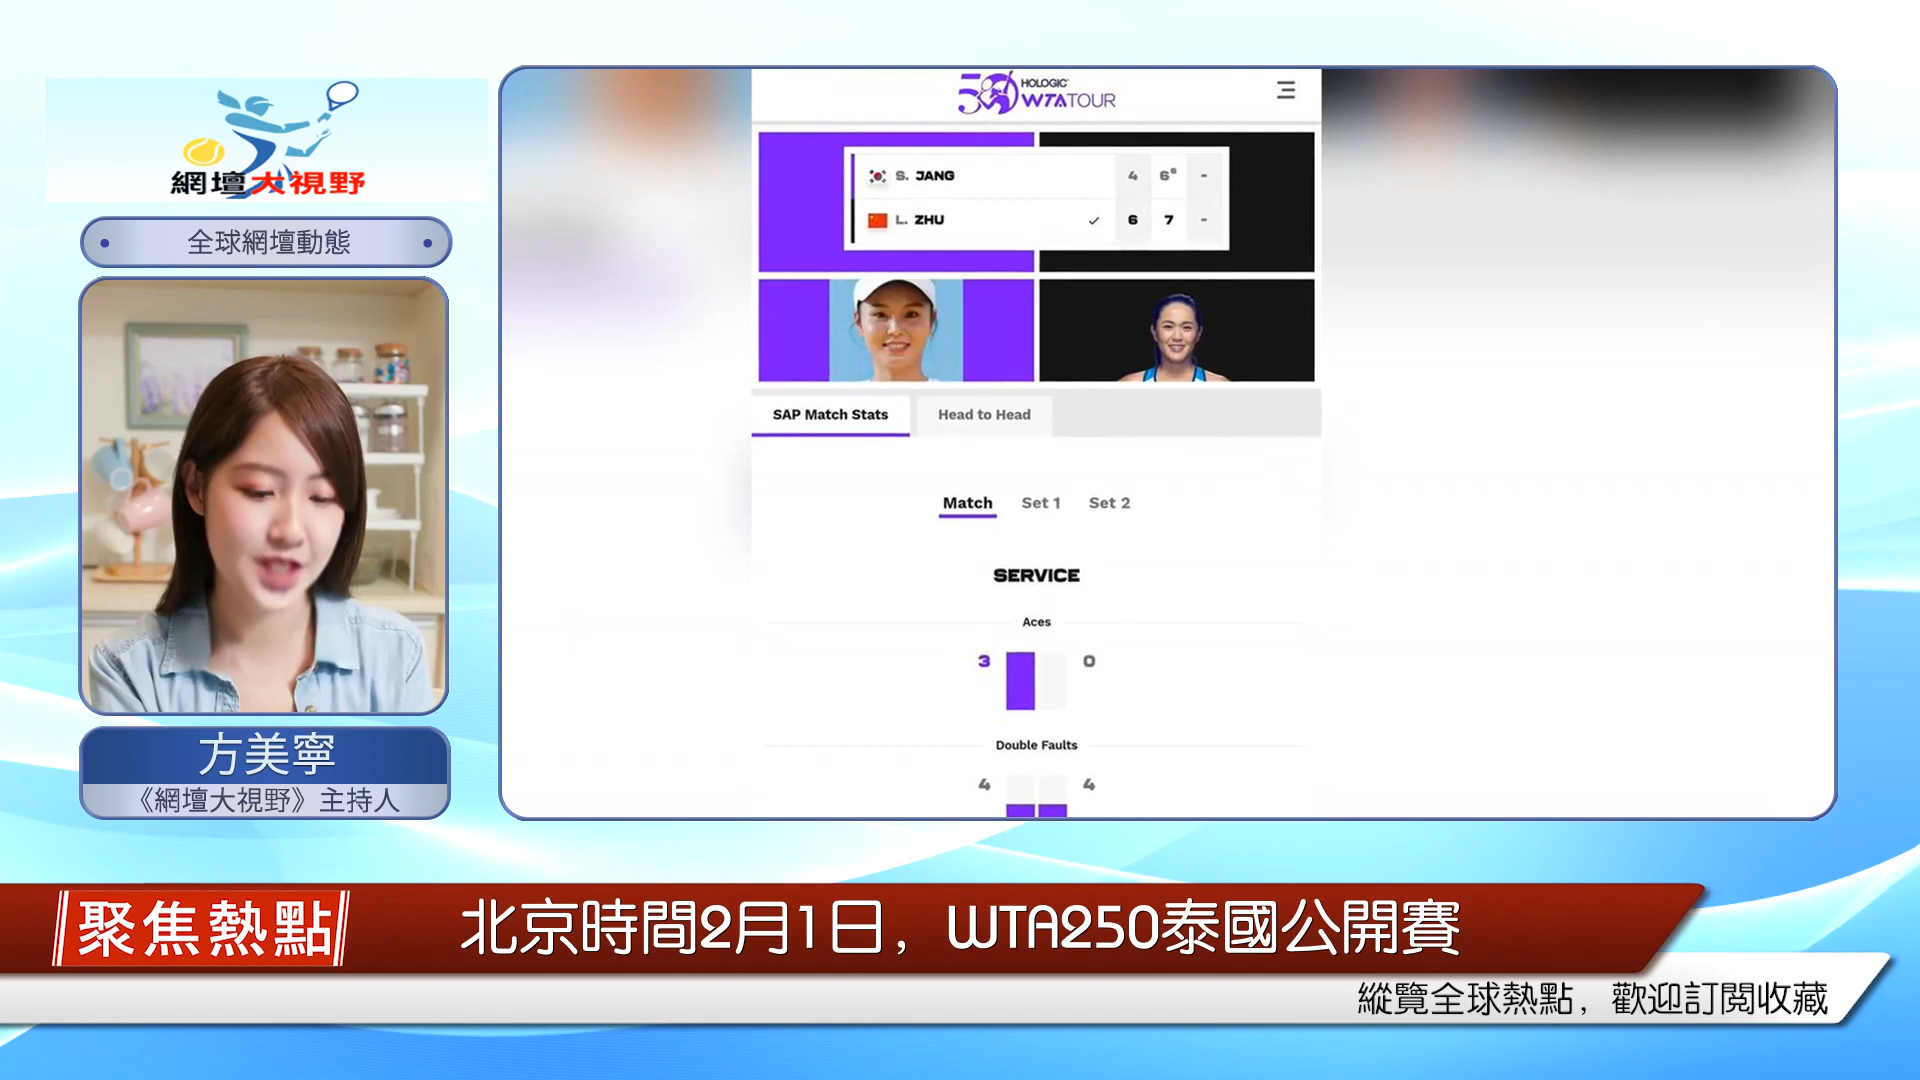 網壇大視野
全球網壇動態
方美寧
《網壇大視野》主持人
50 HOLOGIC WTATOUR
S. JANG 4 6⁶ -
L. ZHU ✓ 6 7 -
SAP Match Stats Head to Head
Match Set 1 Set 2
SERVICE
Aces
3 0
Double Faults
4 4
聚焦熱點
北京時間2月1日，WTA250泰國公開賽
縱覽全球熱點，歡迎訂閱收藏